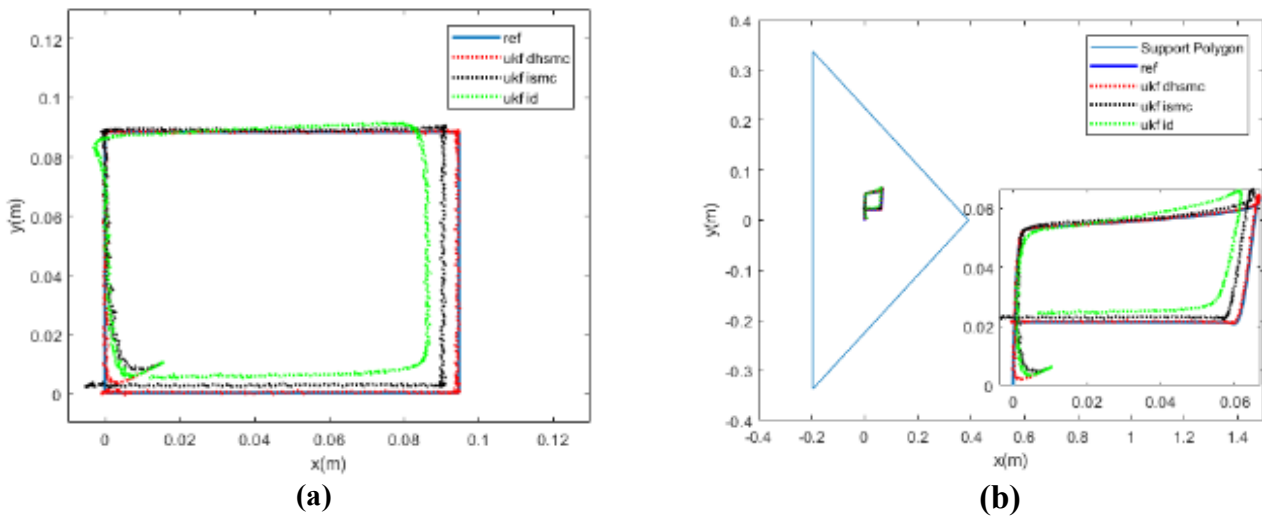 0.12
0.1
0.08
0.06
0.04
0.02
0
y(m)
0 0.02 0.04 0.06 0.08 0.1 0.12
x(m)
ref
ukf dhsmc
ukf ismc
ukf id
(a)
0.4
0.3
0.2
0.1
0
-0.1
-0.2
-0.3
-0.4
y(m)
-0.4 -0.2 0 0.2 0.4 0.6 0.8 1 1.2 1.4
x(m)
Support Polygon
ref
ukf dhsmc
ukf ismc
ukf id
0.06
0.04
0.02
0
0 0.02 0.04 0.06
(b)